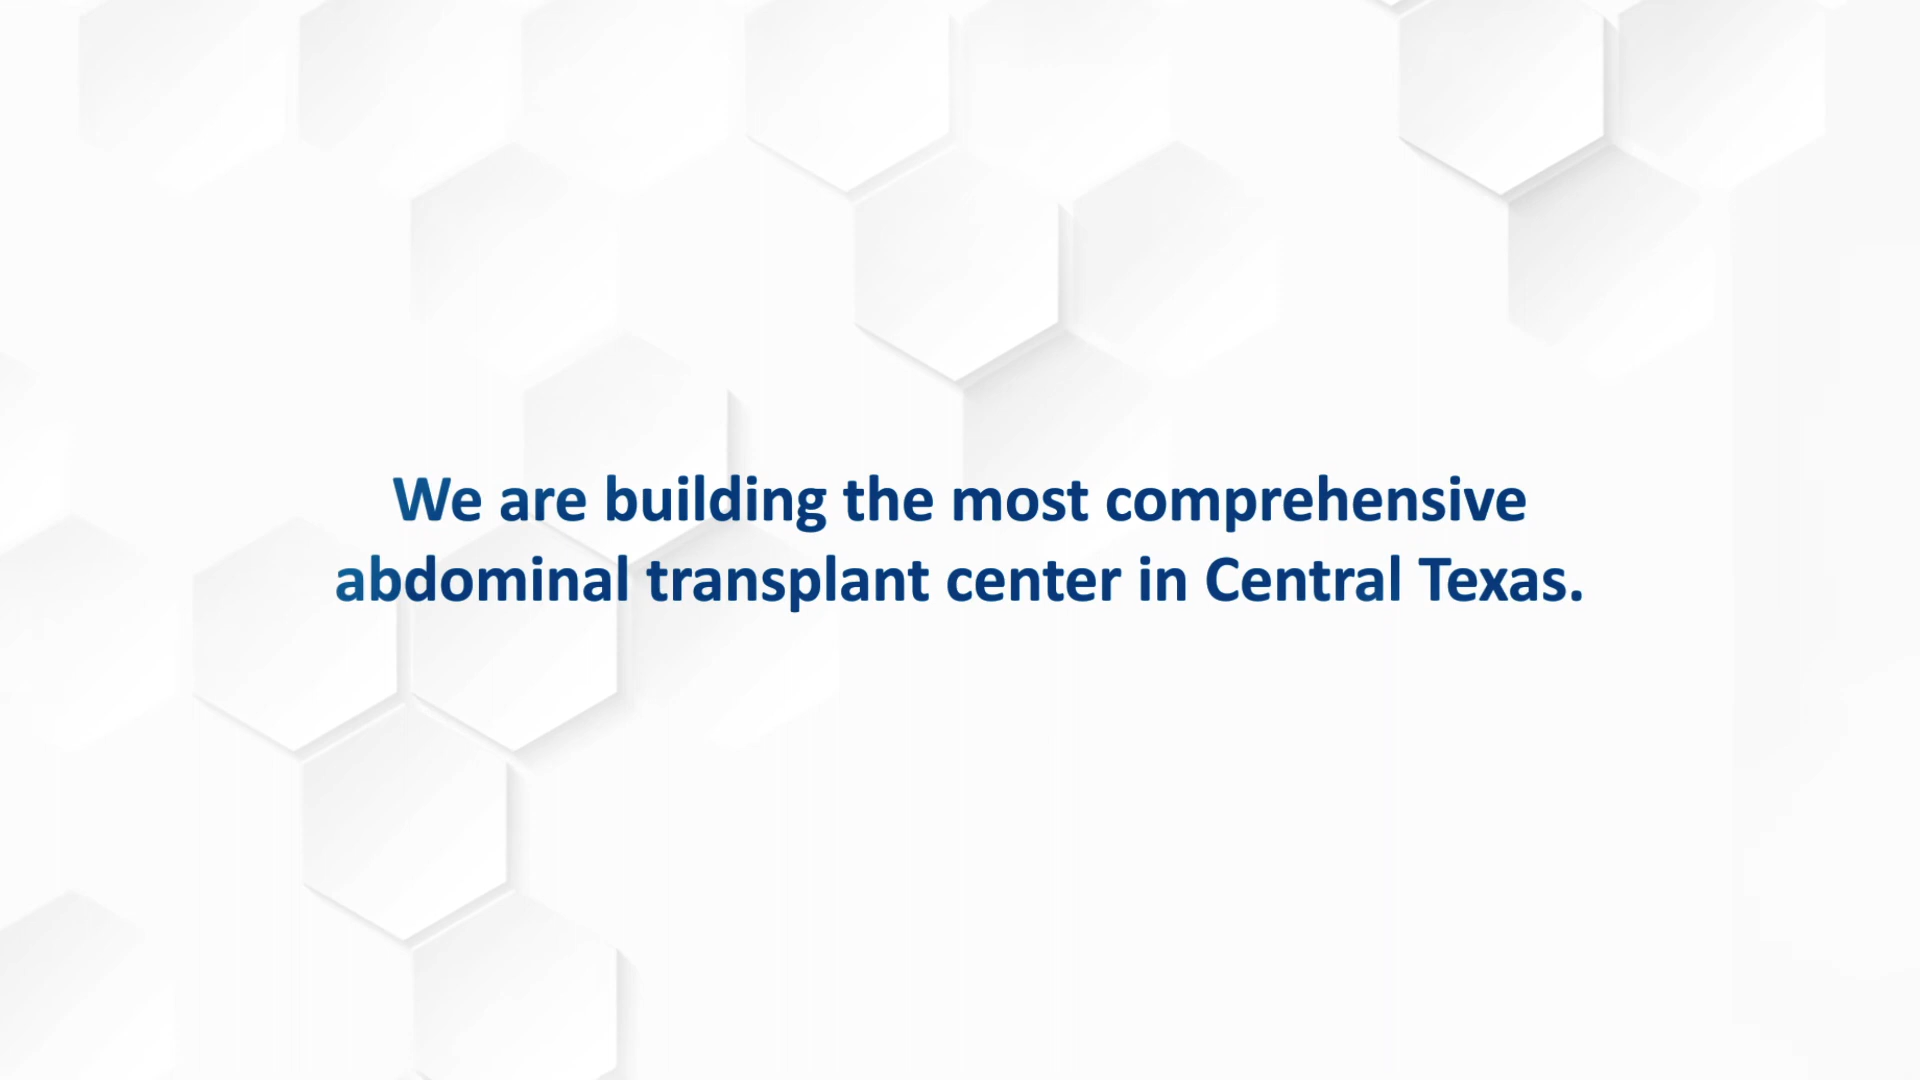 We are building the most comprehensive
abdominal transplant center in Central Texas.